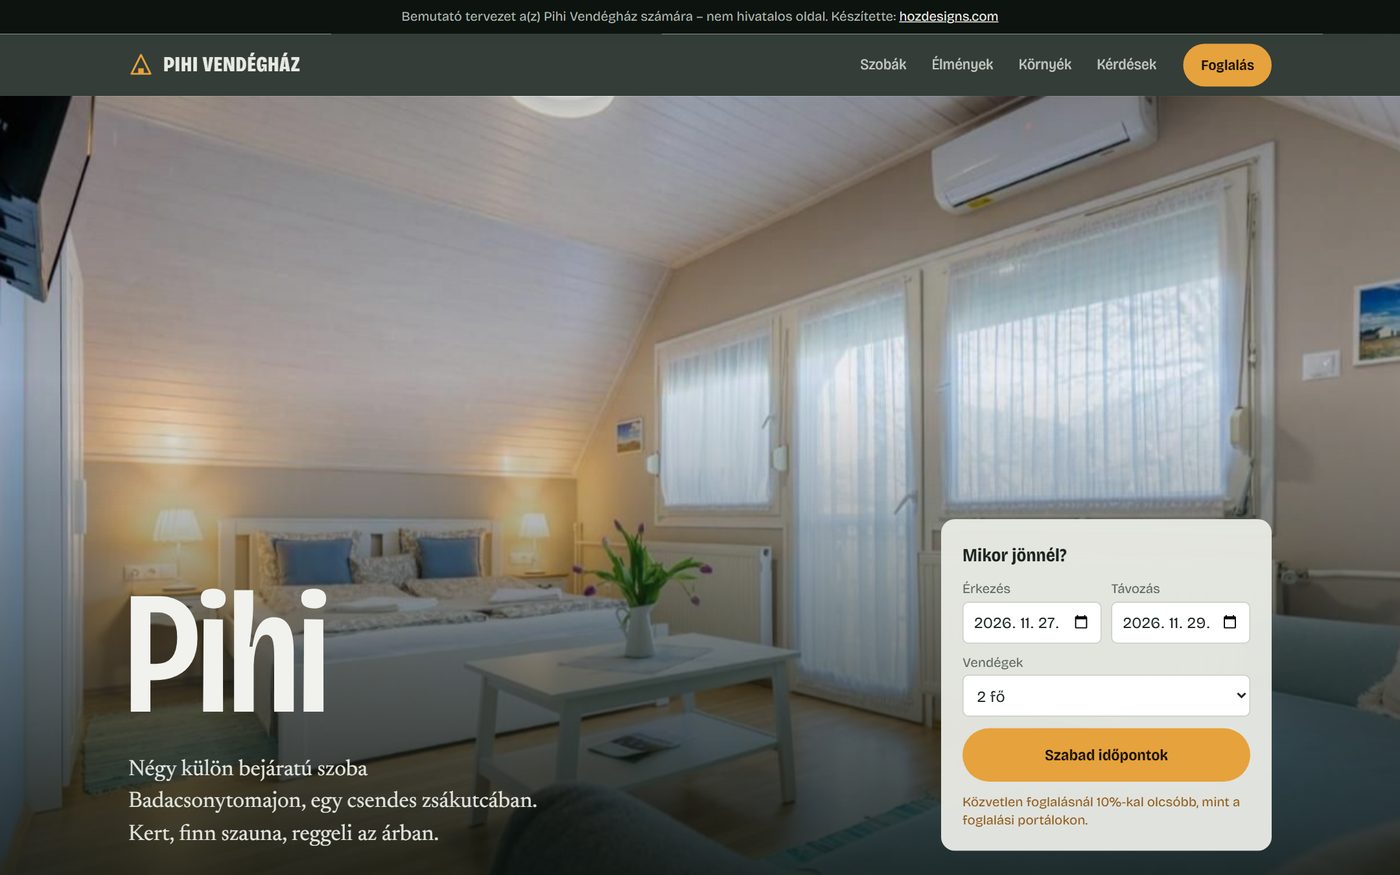 Bemutató tervezet a(z) Pihi Vendégház számára – nem hivatalos oldal. Készítette: hozdesigns.com
PIHI VENDÉGHÁZ
Szobák
Élmények
Környék
Kérdések
Foglalás
Pihi
Négy külön bejáratú szoba
Badacsonytomajon, egy csendes zsákutcában.
Kert, finn szauna, reggeli az árban.
Mikor jönnél?
Érkezés
Távozás
2026. 11. 27.
2026. 11. 29.
Vendégek
2 fő
Szabad időpontok
Közvetlen foglalásnál 10%-kal olcsóbb, mint a
foglalási portálokon.